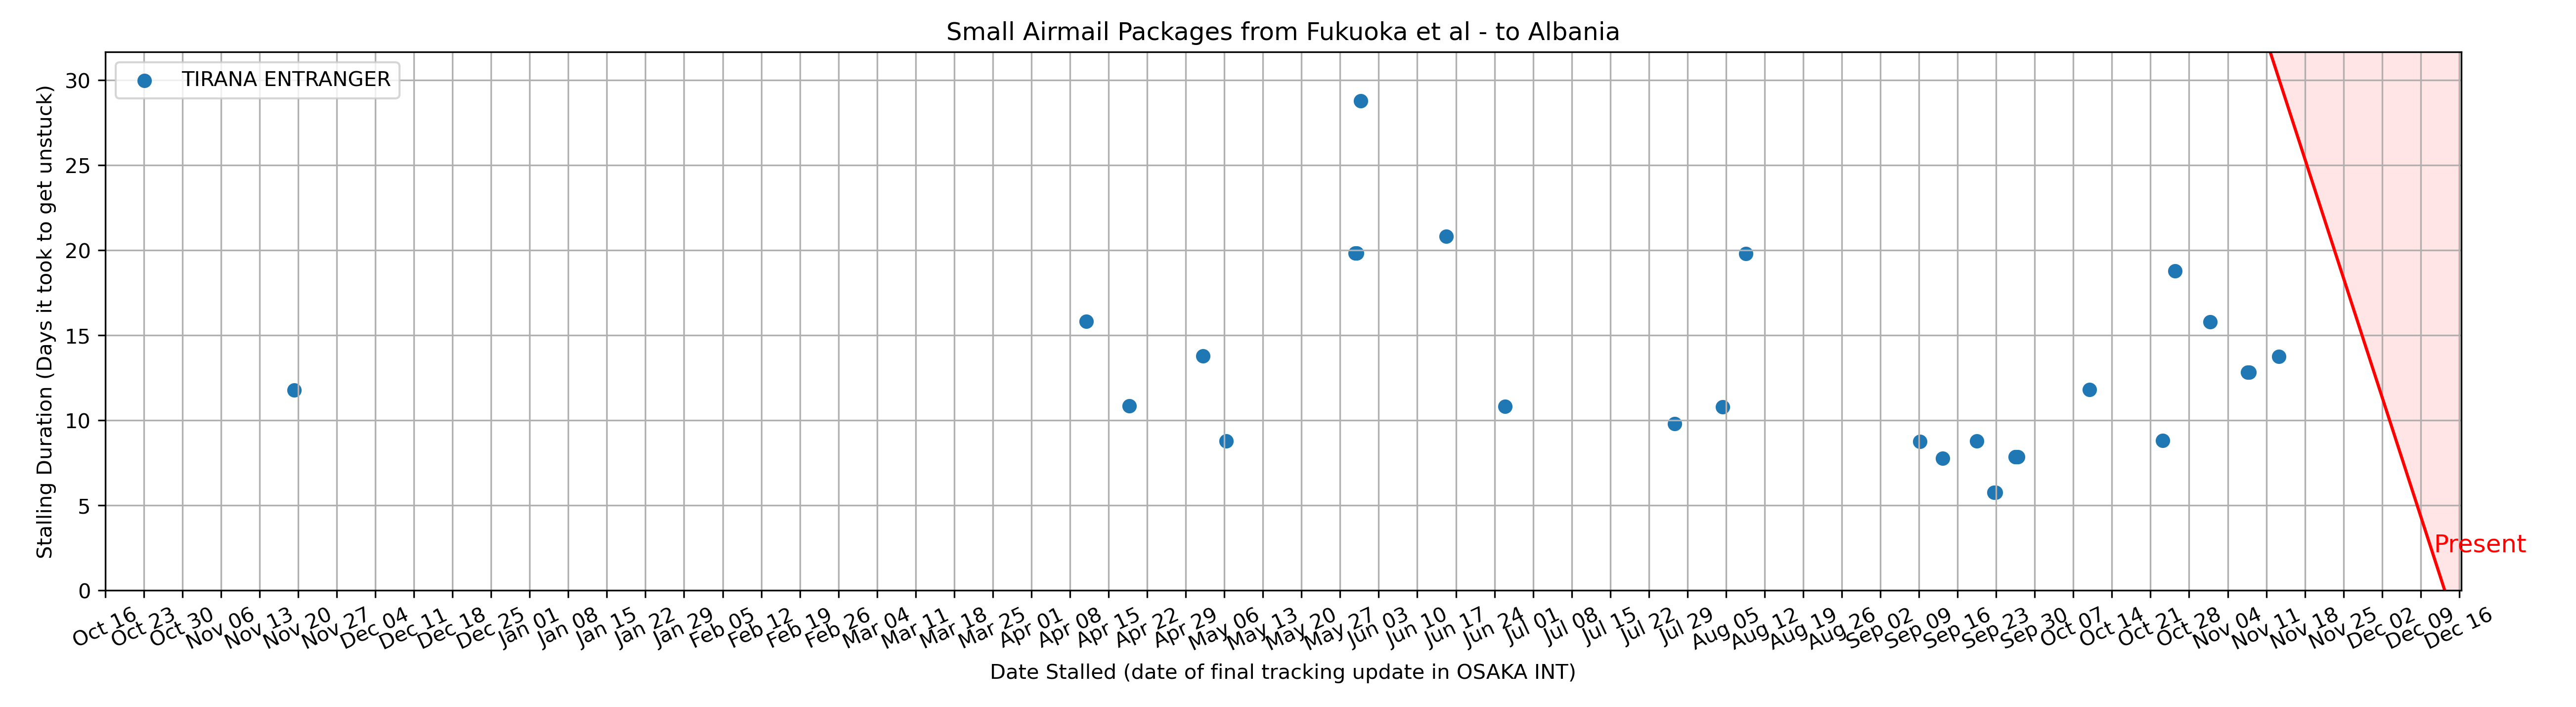 Small Airmail Packages from Fukuoka et al - to Albania
TIRANA ENTRANGER
Stalling Duration (Days it took to get unstuck)
30
25
20
15
10
5
0
Present
Oct 16
Oct 23
Oct 30
Nov 06
Nov 13
Nov 20
Nov 27
Dec 04
Dec 11
Dec 18
Dec 25
Jan 01
Jan 08
Jan 15
Jan 22
Jan 29
Feb 05
Feb 12
Feb 19
Feb 26
Mar 04
Mar 11
Mar 18
Mar 25
Apr 01
Apr 08
Apr 15
Apr 22
Apr 29
May 06
May 13
May 20
May 27
Jun 03
Jun 10
Jun 17
Jun 24
Jul 01
Jul 08
Jul 15
Jul 22
Jul 29
Aug 05
Aug 12
Aug 19
Aug 26
Sep 02
Sep 09
Sep 16
Sep 23
Sep 30
Oct 07
Oct 14
Oct 21
Oct 28
Nov 04
Nov 11
Nov 18
Nov 25
Dec 02
Dec 09
Dec 16
Date Stalled (date of final tracking update in OSAKA INT)